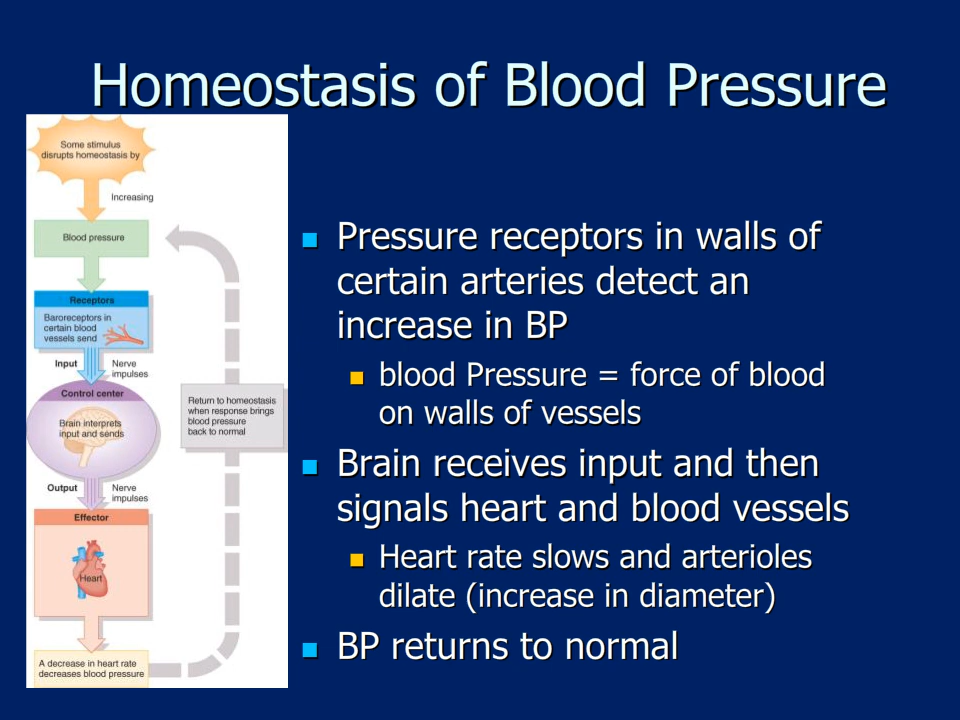 Homeostasis of Blood Pressure
Some stimulus
disrupts homeostasis by
Increasing
Blood pressure
Receptors
Baroreceptors in
certain blood
vessels send
Input
Nerve
impulses
Control center
Brain interprets
input and sends
Output
Nerve
impulses
Effector
Heart
A decrease in heart rate
decreases blood pressure
Return to homeostasis
when response brings
blood pressure
back to normal
Pressure receptors in walls of
certain arteries detect an
increase in BP
blood Pressure = force of blood
on walls of vessels
Brain receives input and then
signals heart and blood vessels
Heart rate slows and arterioles
dilate (increase in diameter)
BP returns to normal